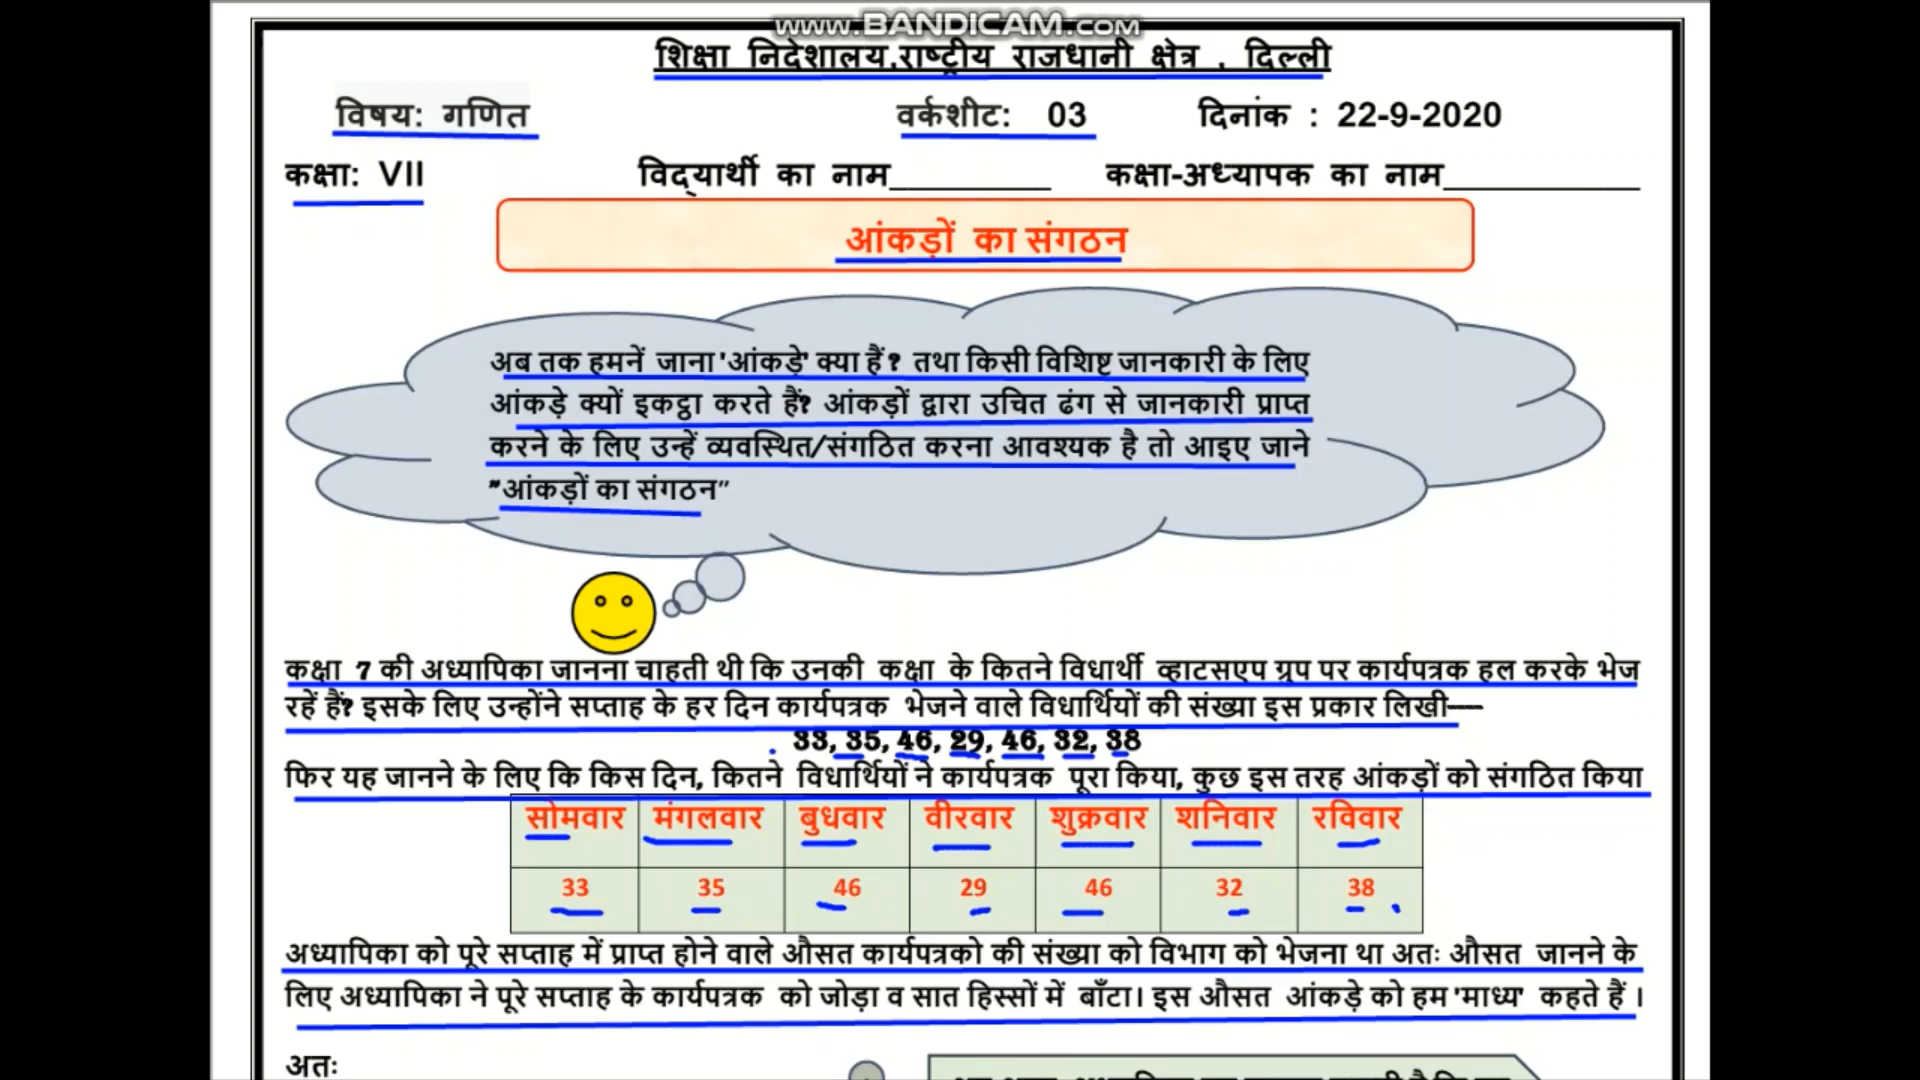 www.BANDICAM.com
शिक्षा निदेशालय,राष्ट्रीय राजधानी क्षेत्र , दिल्ली
विषय: गणित वर्कशीट: 03 दिनांक : 22-9-2020
कक्षा: VII विद्यार्थी का नाम_________ कक्षा-अध्यापक का नाम___________
आंकड़ों का संगठन
अब तक हमनें जाना 'आंकड़े' क्या हैं? तथा किसी विशिष्ट जानकारी के लिए
आंकड़े क्यों इकट्ठा करते हैं? आंकड़ों द्वारा उचित ढंग से जानकारी प्राप्त
करने के लिए उन्हें व्यवस्थित/संगठित करना आवश्यक है तो आइए जाने
"आंकड़ों का संगठन"
कक्षा 7 की अध्यापिका जानना चाहती थी कि उनकी कक्षा के कितने विधार्थी व्हाटसएप ग्रुप पर कार्यपत्रक हल करके भेज
रहें हैं? इसके लिए उन्होंने सप्ताह के हर दिन कार्यपत्रक भेजने वाले विधार्थियों की संख्या इस प्रकार लिखी—
33, 35, 46, 29, 46, 32, 38
फिर यह जानने के लिए कि किस दिन, कितने विधार्थियों ने कार्यपत्रक पूरा किया, कुछ इस तरह आंकड़ों को संगठित किया
सोमवार मंगलवार बुधवार वीरवार शुक्रवार शनिवार रविवार
33 35 46 29 46 32 38
अध्यापिका को पूरे सप्ताह में प्राप्त होने वाले औसत कार्यपत्रको की संख्या को विभाग को भेजना था अतः औसत जानने के
लिए अध्यापिका ने पूरे सप्ताह के कार्यपत्रक को जोड़ा व सात हिस्सों में बाँटा। इस औसत आंकड़े को हम 'माध्य' कहते हैं ।
अतः